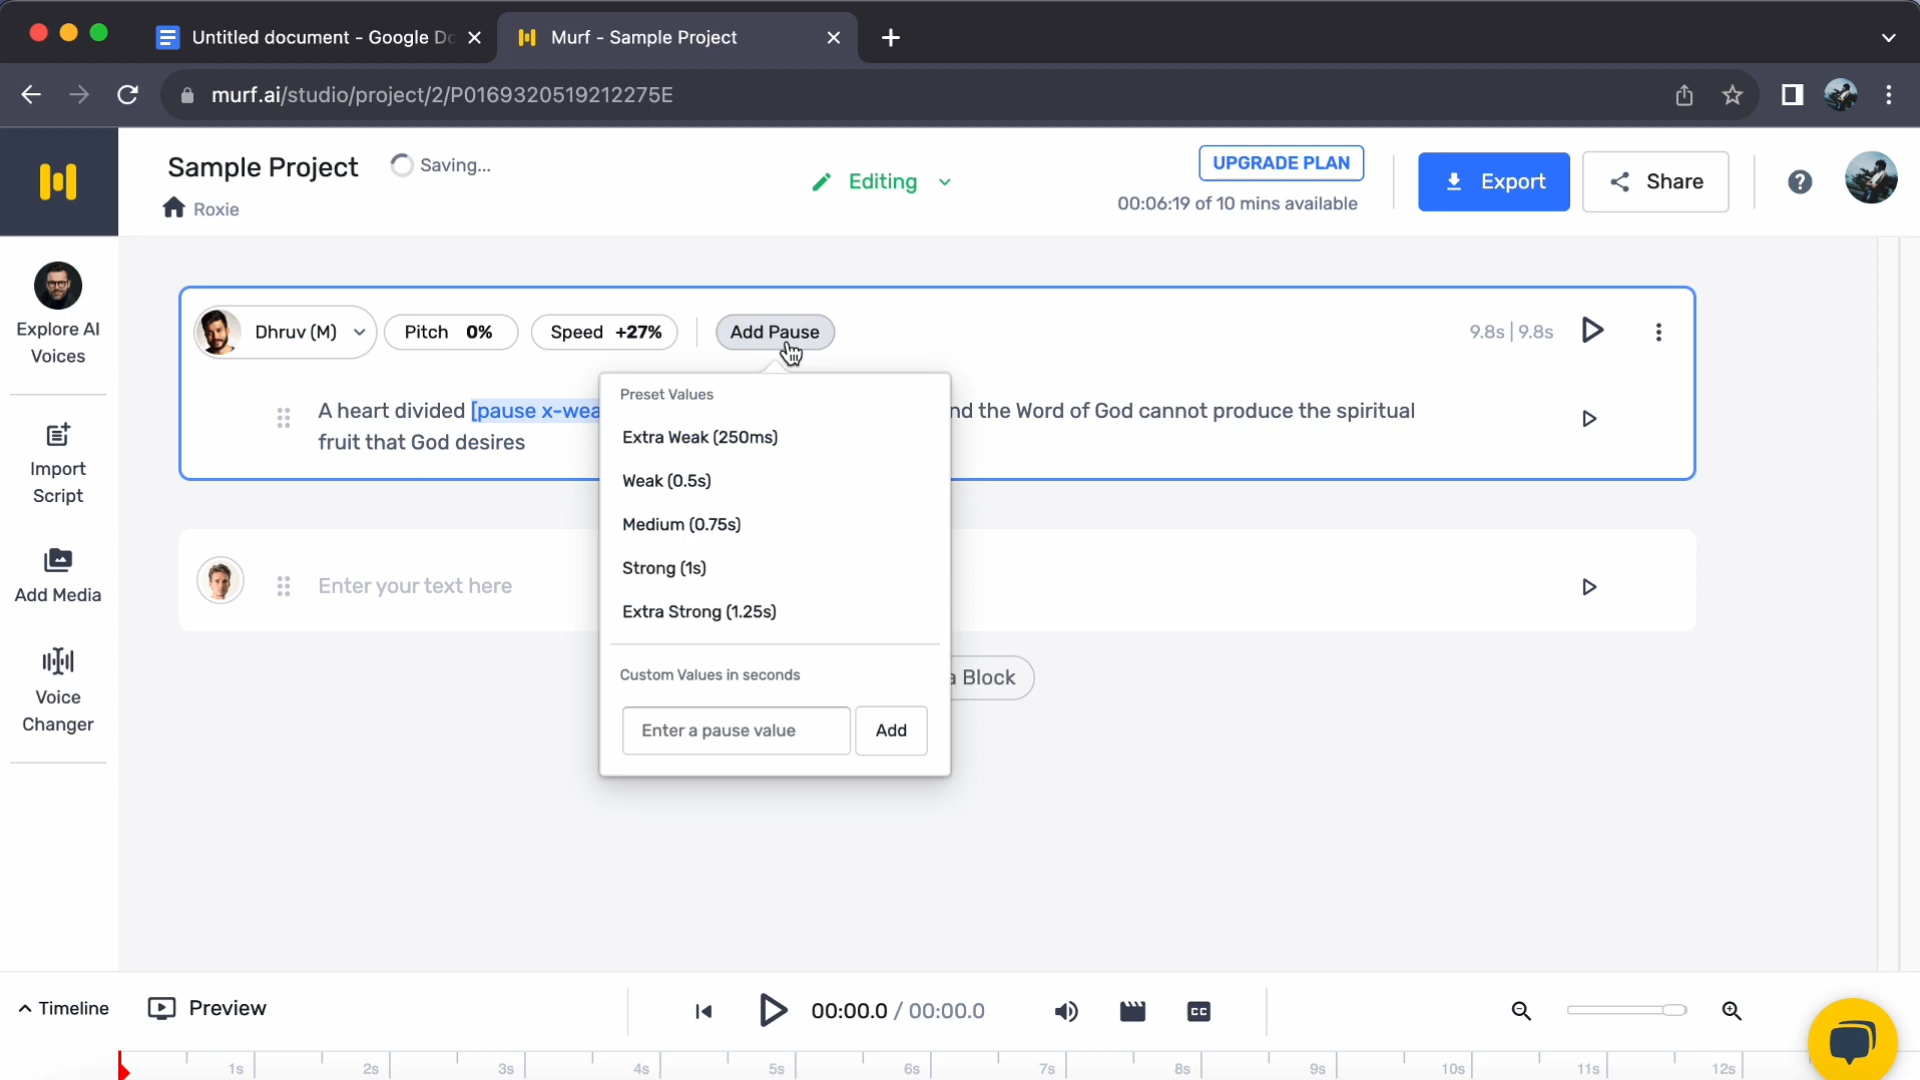 Untitled document - Google Do
Murf - Sample Project
murf.ai/studio/project/2/P016932051921 2275E
Sample Project
Saving...
Roxie
Editing
UPGRADE PLAN
00:06:19 of 10 mins available
Export
Share
Explore AI
Voices
Import
Script
Add Media
Voice
Changer
Dhruv (M)
Pitch 0%
Speed +27%
Add Pause
9.8s | 9.8s
A heart divided [pause x-wea
nd the Word of God cannot produce the spiritual
fruit that God desires
Preset Values
Extra Weak (250ms)
Weak (0.5s)
Medium (0.75s)
Strong (1s)
Extra Strong (1.25s)
Custom Values in seconds
Enter a pause value
Add
Enter your text here
a Block
Timeline
Preview
00:00.0 / 00:00.0
CC
1s 2s 3s 4s 5s 6s 7s 8s 9s 10s 11s 12s